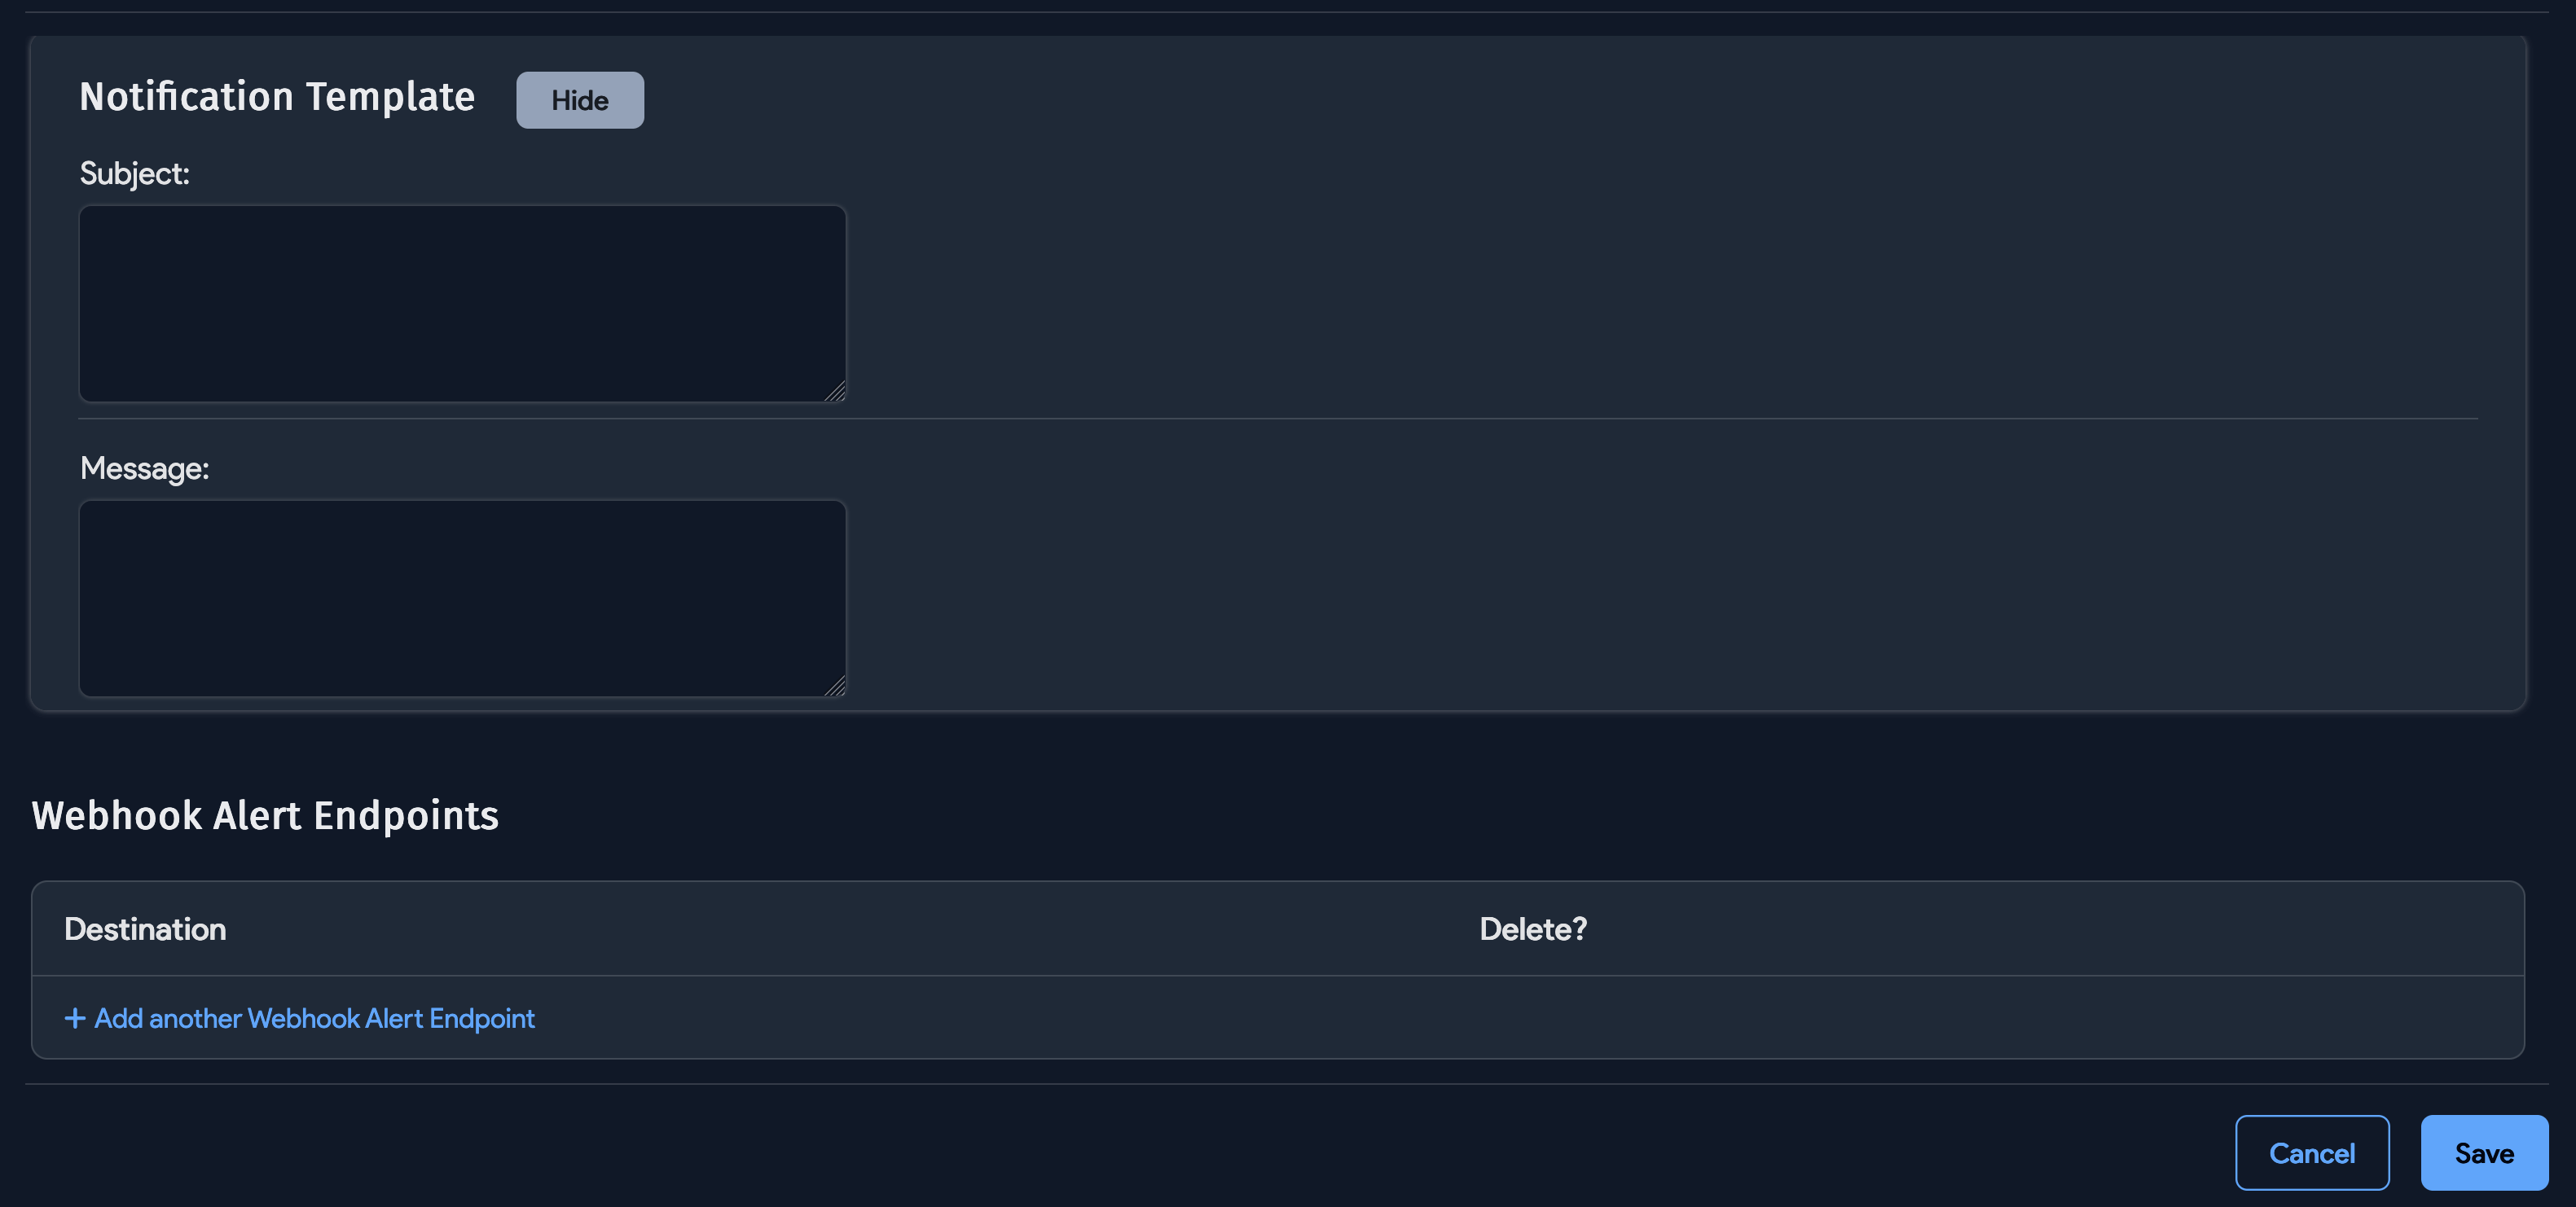 Notification Template Hide
Subject:
Message:
Webhook Alert Endpoints
Destination Delete?
+ Add another Webhook Alert Endpoint
Cancel Save